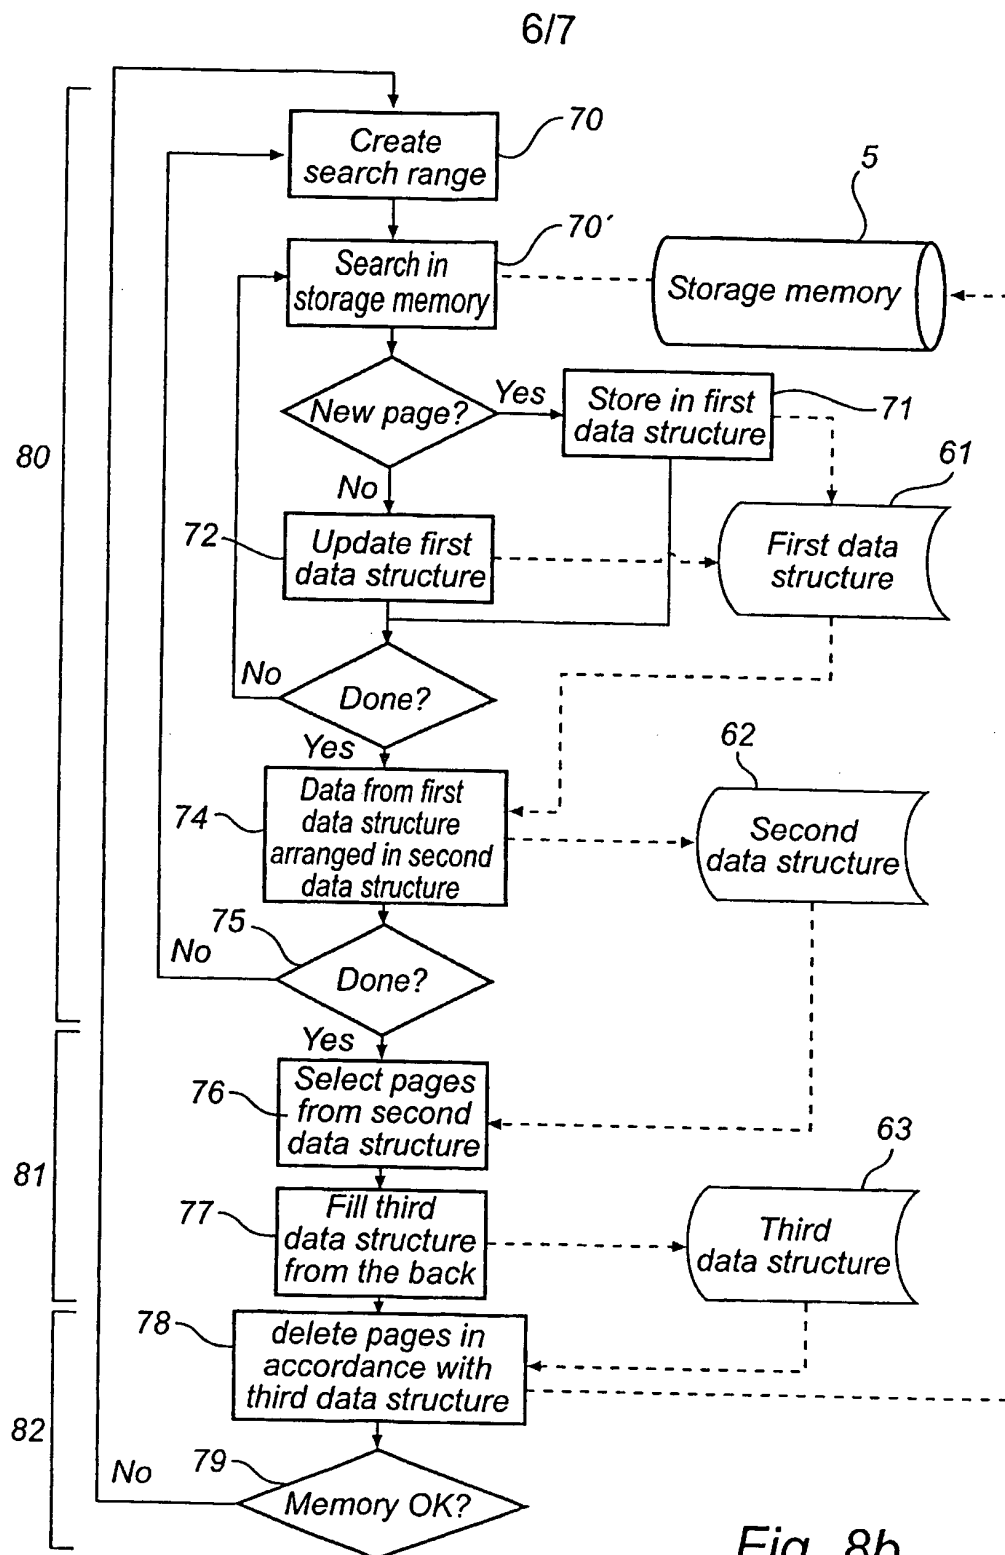 6/7
Create
search range
70
5
Search in
storage memory
70´
Storage memory
New page?
Yes
Store in first
data structure
71
80
No
61
72
Update first
data structure
First data
structure
No
Done?
Yes
62
74
Data from first
data structure
arranged in second
data structure
Second
data structure
75
No
Done?
Yes
76
Select pages
from second
data structure
63
81
77
Fill third
data structure
from the back
Third
data structure
78
delete pages in
accordance with
third data structure
82
No
79
Memory OK?
Fig. 8b